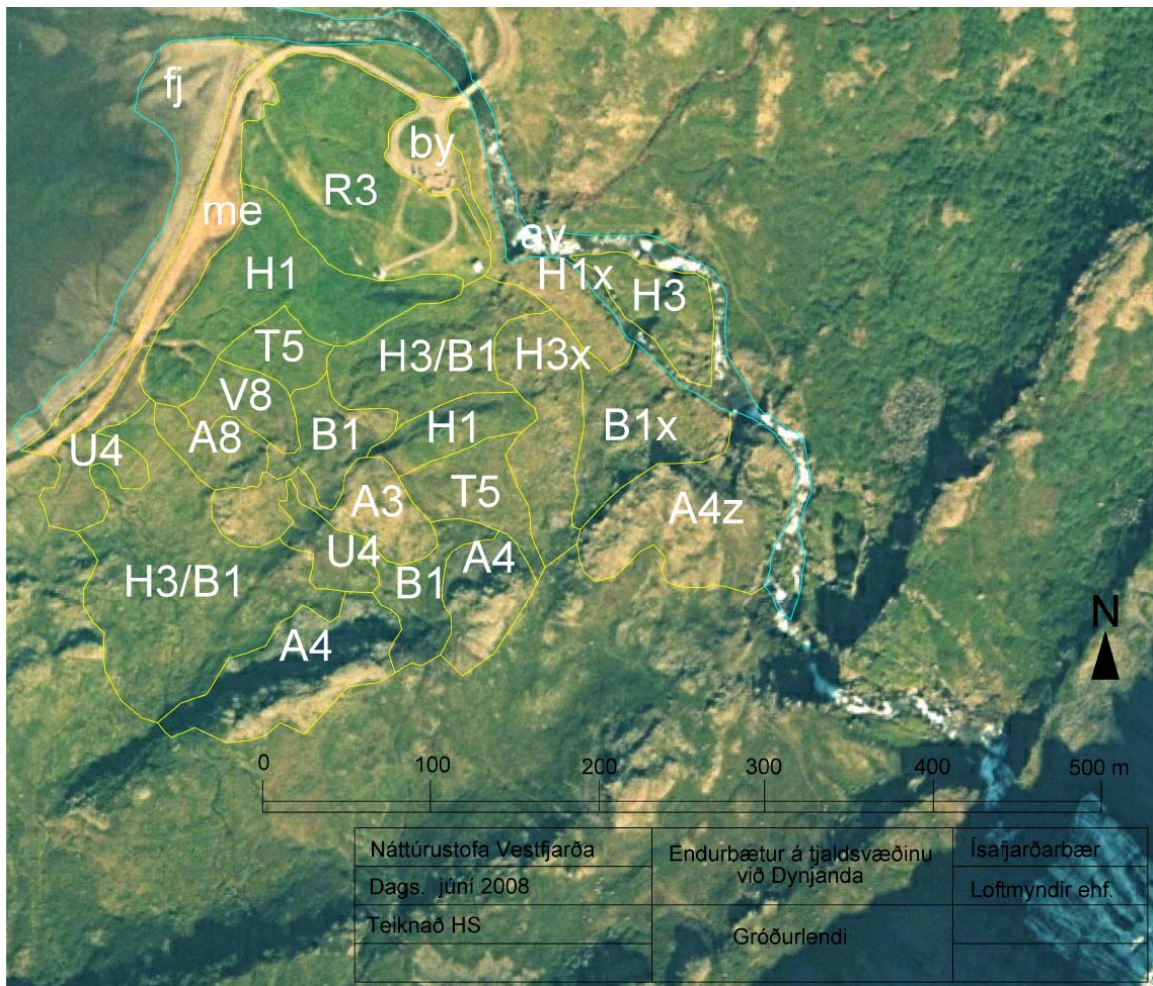 fj
by
R3
me
av
H1
H1x
H3
T5
H3/B1
H3x
V8
A8
B1
H1
B1x
U4
A3
T5
A4z
U4
B1
A4
H3/B1
A4
N
0 100 200 300 400 500 m
Náttúrustofa Vestfjarða
Dags. júní 2008
Teiknað HS
Endurbætur á tjaldsvæðinu
við Dynjanda
Gróðurlendi
Ísafjarðarbær
Loftmyndir ehf.